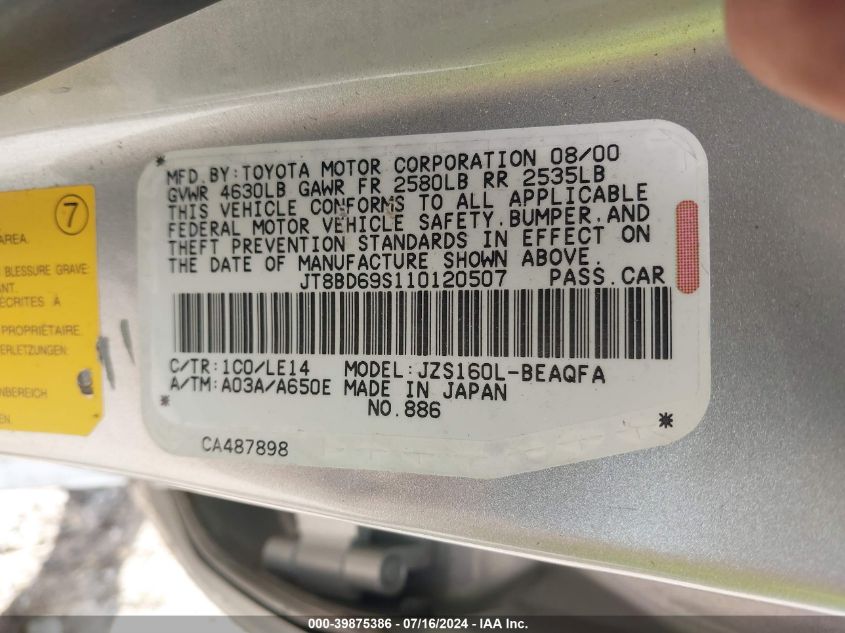 MFD. BY: TOYOTA MOTOR CORPORATION 08/00
GVWR 4630LB GAWR FR 2580LB RR 2535LB
THIS VEHICLE CONFORMS TO ALL APPLICABLE
FEDERAL MOTOR VEHICLE SAFETY, BUMPER, AND
THEFT PREVENTION STANDARDS IN EFFECT ON
THE DATE OF MANUFACTURE SHOWN ABOVE.
JT8BD69S110120507 PASS. CAR
C/TR: 1C0/LE14 MODEL: JZS160L-BEAQFA
A/TM: A03A/A650E MADE IN JAPAN
NO. 886
CA487898
7
AREA.
BLESSURE GRAVE:
ANT.
ÉCRITES À
PROPRIÉTAIRE.
ERLETZUNGEN:
NBEREICH
EN.
000-39875386 - 07/16/2024 - IAA Inc.